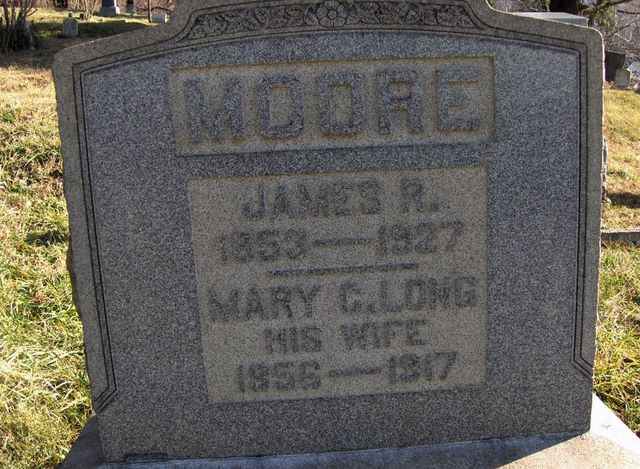 MOORE
JAMES R.
1853—1927
MARY C. LONG
HIS WIFE
1856—1917